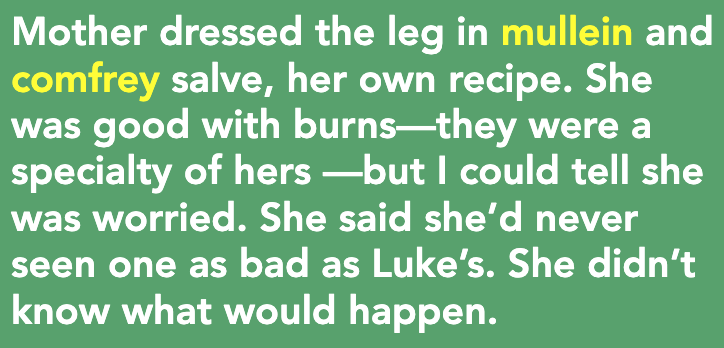 Mother dressed the leg in mullein and
comfrey salve, her own recipe. She
was good with burns—they were a
specialty of hers —but I could tell she
was worried. She said she’d never
seen one as bad as Luke’s. She didn’t
know what would happen.